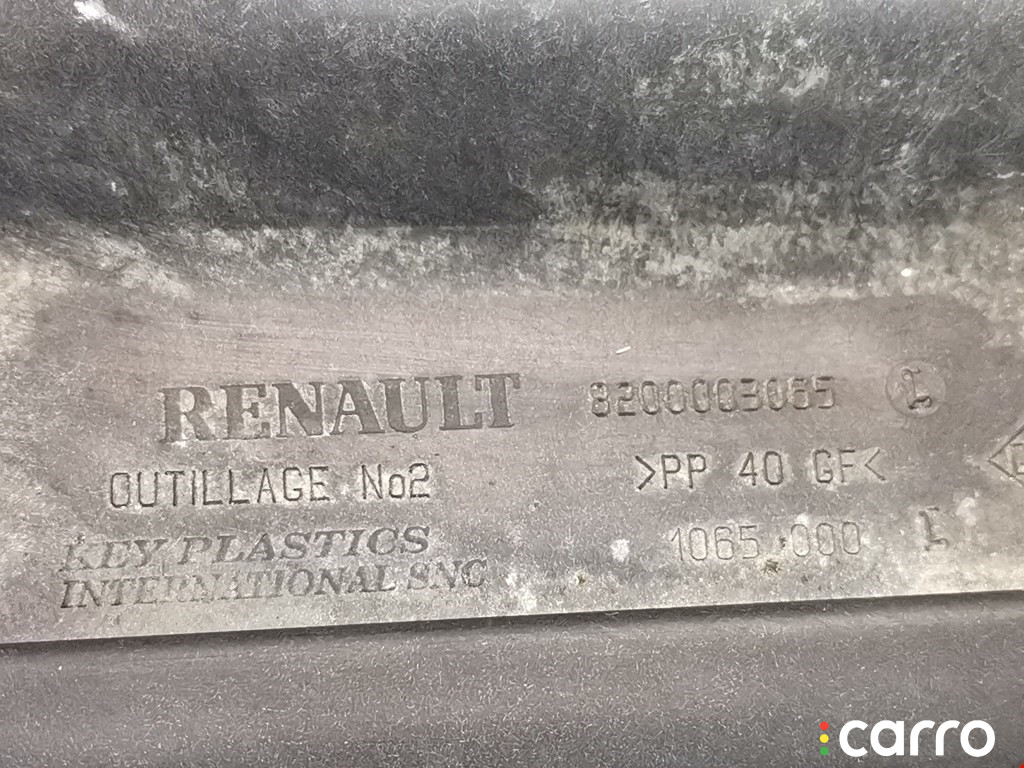 RENAULT 8200003065
OUTILLAGE No2 >PP 40 GF<
KEY PLASTICS 1065 000
INTERNATIONAL SNC
carro